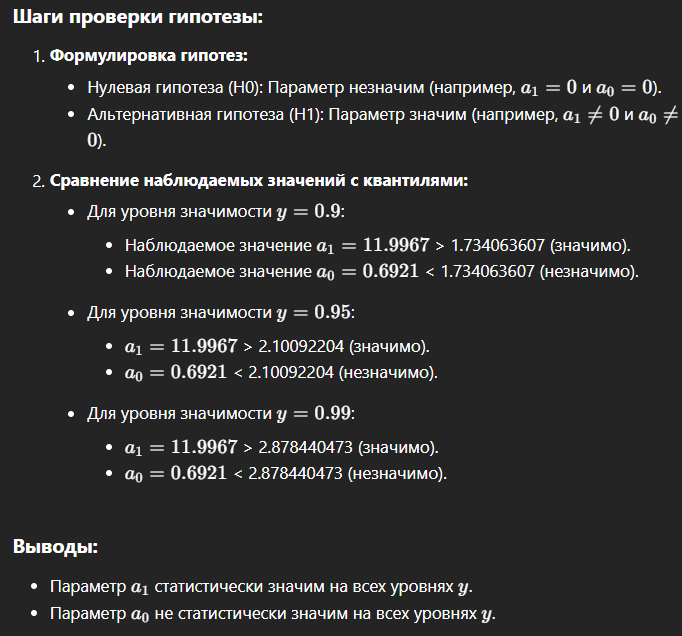 Шаги проверки гипотезы:
1. Формулировка гипотез:
• Нулевая гипотеза (H0): Параметр незначим (например, a₁ = 0 и a₀ = 0).
• Альтернативная гипотеза (H1): Параметр значим (например, a₁ ≠ 0 и a₀ ≠
0).
2. Сравнение наблюдаемых значений с квантилями:
• Для уровня значимости y = 0.9:
• Наблюдаемое значение a₁ = 11.9967 > 1.734063607 (значимо).
• Наблюдаемое значение a₀ = 0.6921 < 1.734063607 (незначимо).
• Для уровня значимости y = 0.95:
• a₁ = 11.9967 > 2.10092204 (значимо).
• a₀ = 0.6921 < 2.10092204 (незначимо).
• Для уровня значимости y = 0.99:
• a₁ = 11.9967 > 2.878440473 (значимо).
• a₀ = 0.6921 < 2.878440473 (незначимо).
Выводы:
• Параметр a₁ статистически значим на всех уровнях y.
• Параметр a₀ не статистически значим на всех уровнях y.